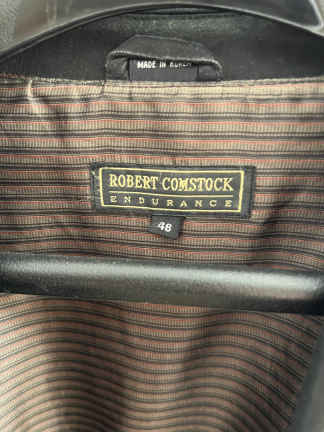 MADE IN KOREA
ROBERT COMSTOCK
ENDURANCE
46